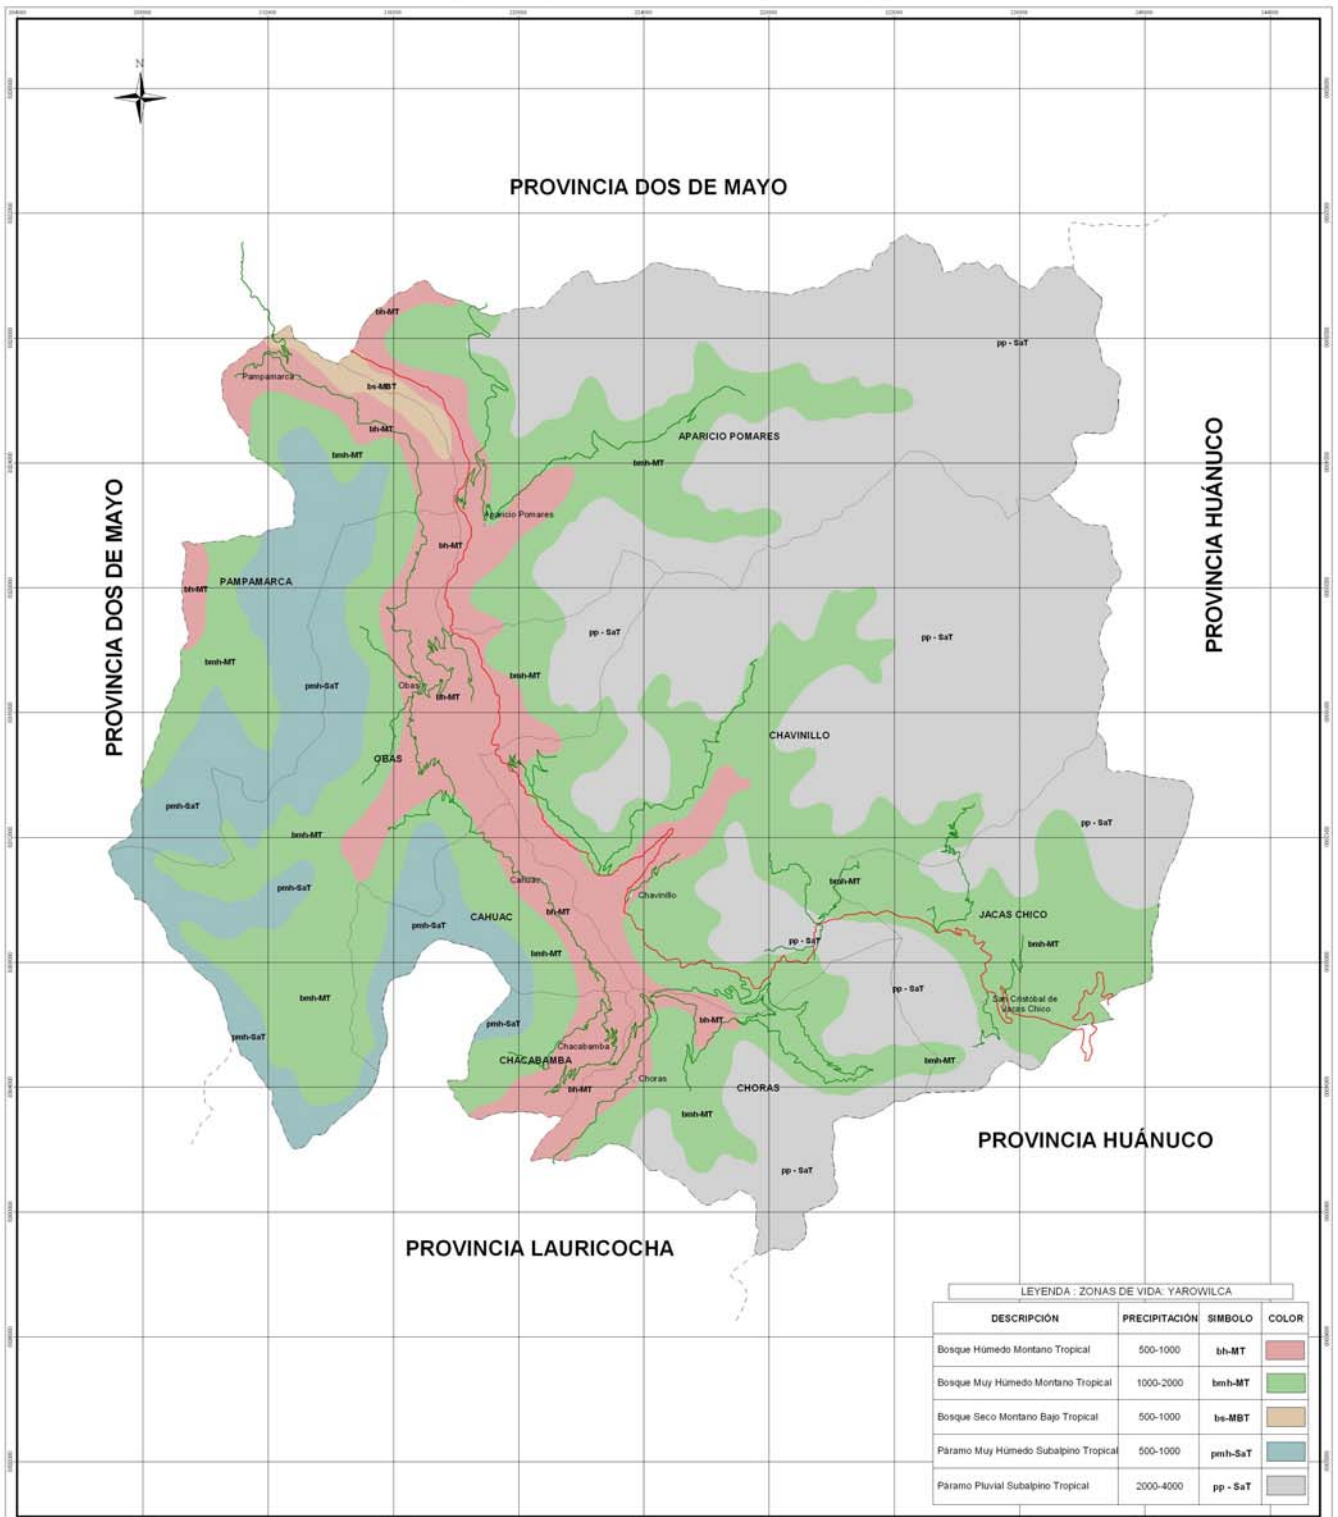 N
PROVINCIA DOS DE MAYO
bh-MT
pp - SaT
Pampamarca
bs-MBT
bh-MT
APARICIO POMARES
bmh-MT
bmh-MT
PROVINCIA HUÁNUCO
PROVINCIA DOS DE MAYO
Aparicio Pomares
bh-MT
PAMPAMARCA
bh-MT
pp - SaT
pp - SaT
bmh-MT
bmh-MT
pmh-SaT
Obas
bh-MT
CHAVINILLO
OBAS
pmh-SaT
pp - SaT
bmh-MT
Cahuac
bmh-MT
pmh-SaT
Chavinillo
bh-MT
CAHUAC
JACAS CHICO
pmh-SaT
pp - SaT
bmh-MT
bmh-MT
pp - SaT
bmh-MT
San Cristóbal de
Jacas Chico
bh-MT
pmh-SaT
pmh-SaT
Chacabamba
CHACABAMBA
bmh-MT
Choras
bh-MT
CHORAS
bmh-MT
PROVINCIA HUÁNUCO
pp - SaT
PROVINCIA LAURICOCHA
LEYENDA : ZONAS DE VIDA: YAROWILCA
DESCRIPCIÓN PRECIPITACIÓN SIMBOLO COLOR
Bosque Húmedo Montano Tropical 500-1000 bh-MT
Bosque Muy Húmedo Montano Tropical 1000-2000 bmh-MT
Bosque Seco Montano Bajo Tropical 500-1000 bs-MBT
Páramo Muy Húmedo Subalpino Tropical 500-1000 pmh-SaT
Páramo Pluvial Subalpino Tropical 2000-4000 pp - SaT